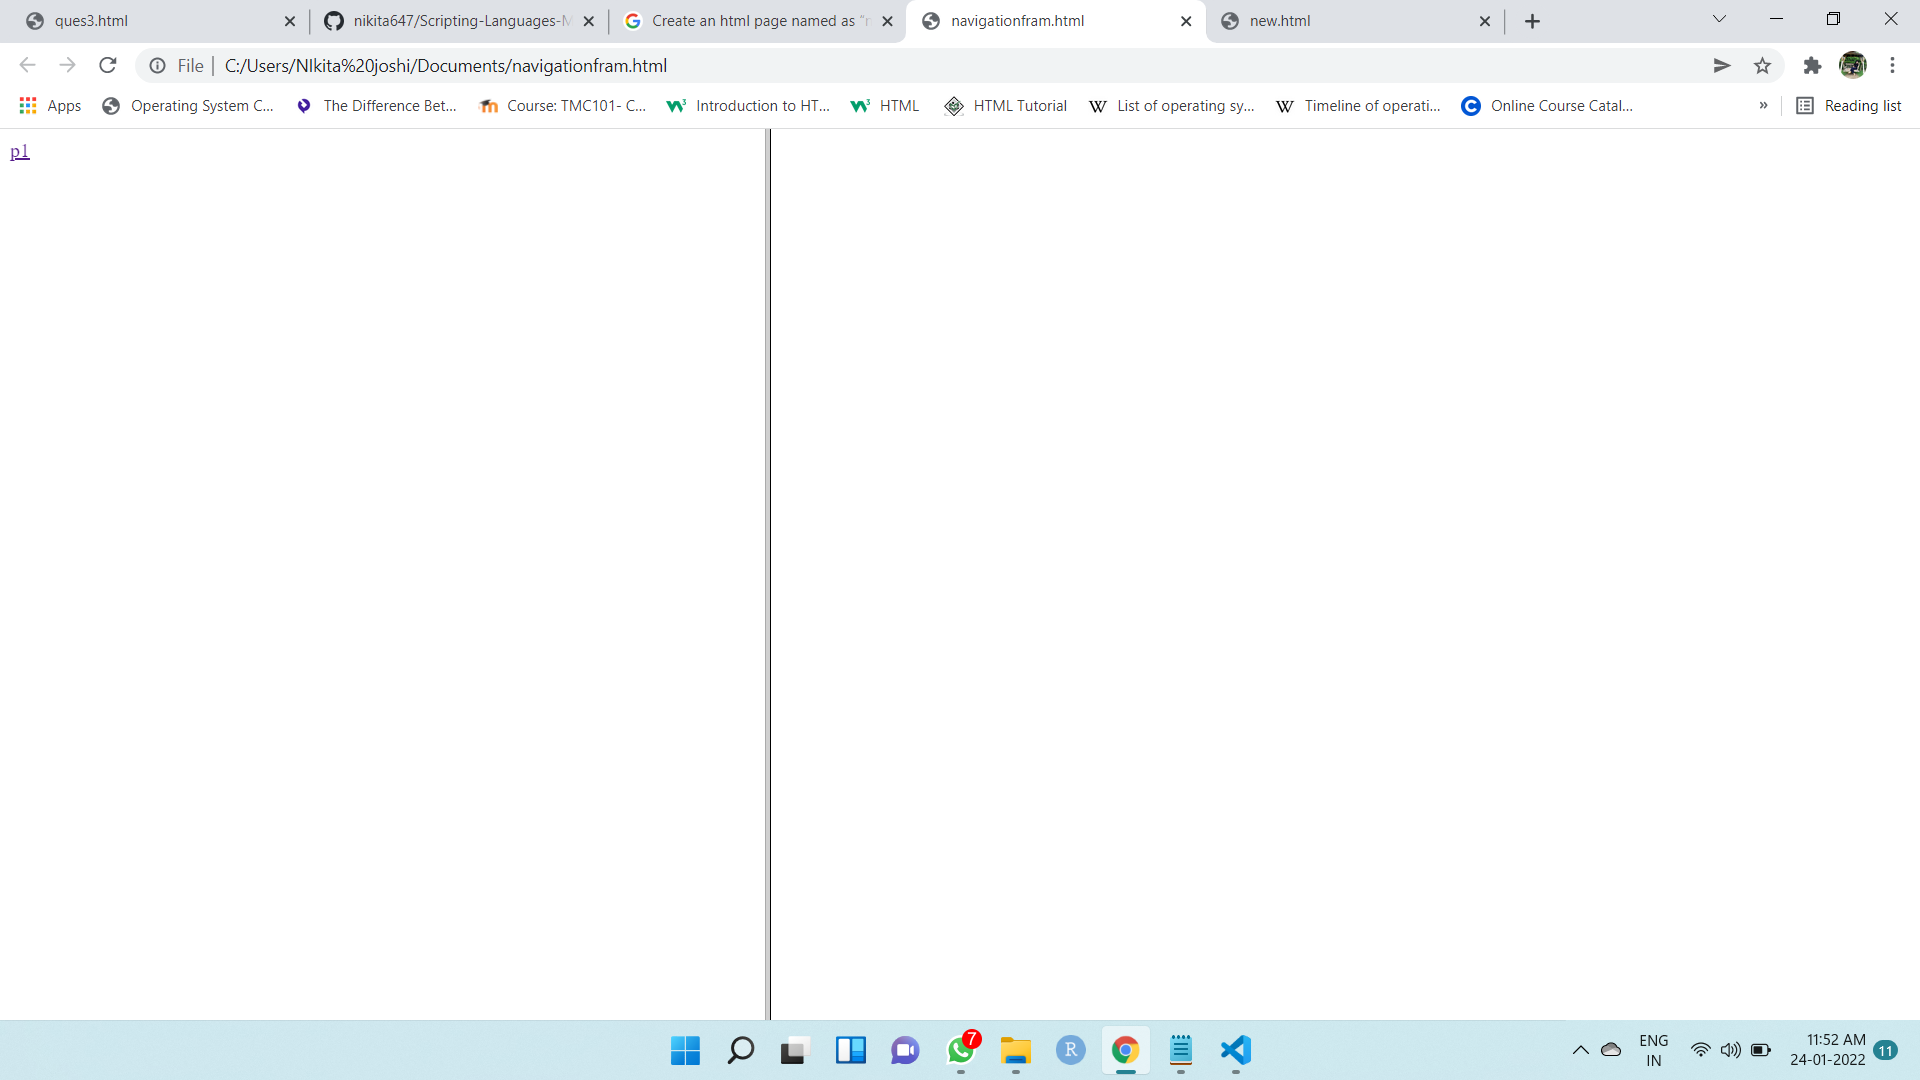 ques3.html
nikita647/Scripting-Languages-M
Create an html page named as "n
navigationfram.html
new.html
File
C:/Users/NIkita%20joshi/Documents/navigationfram.html
Apps
Operating System C...
The Difference Bet...
Course: TMC101- C...
Introduction to HT...
HTML
HTML Tutorial
W
List of operating sy...
W
Timeline of operati...
Online Course Catal...
»
Reading list
p1
7
R
ENG
IN
11:52 AM
24-01-2022
11